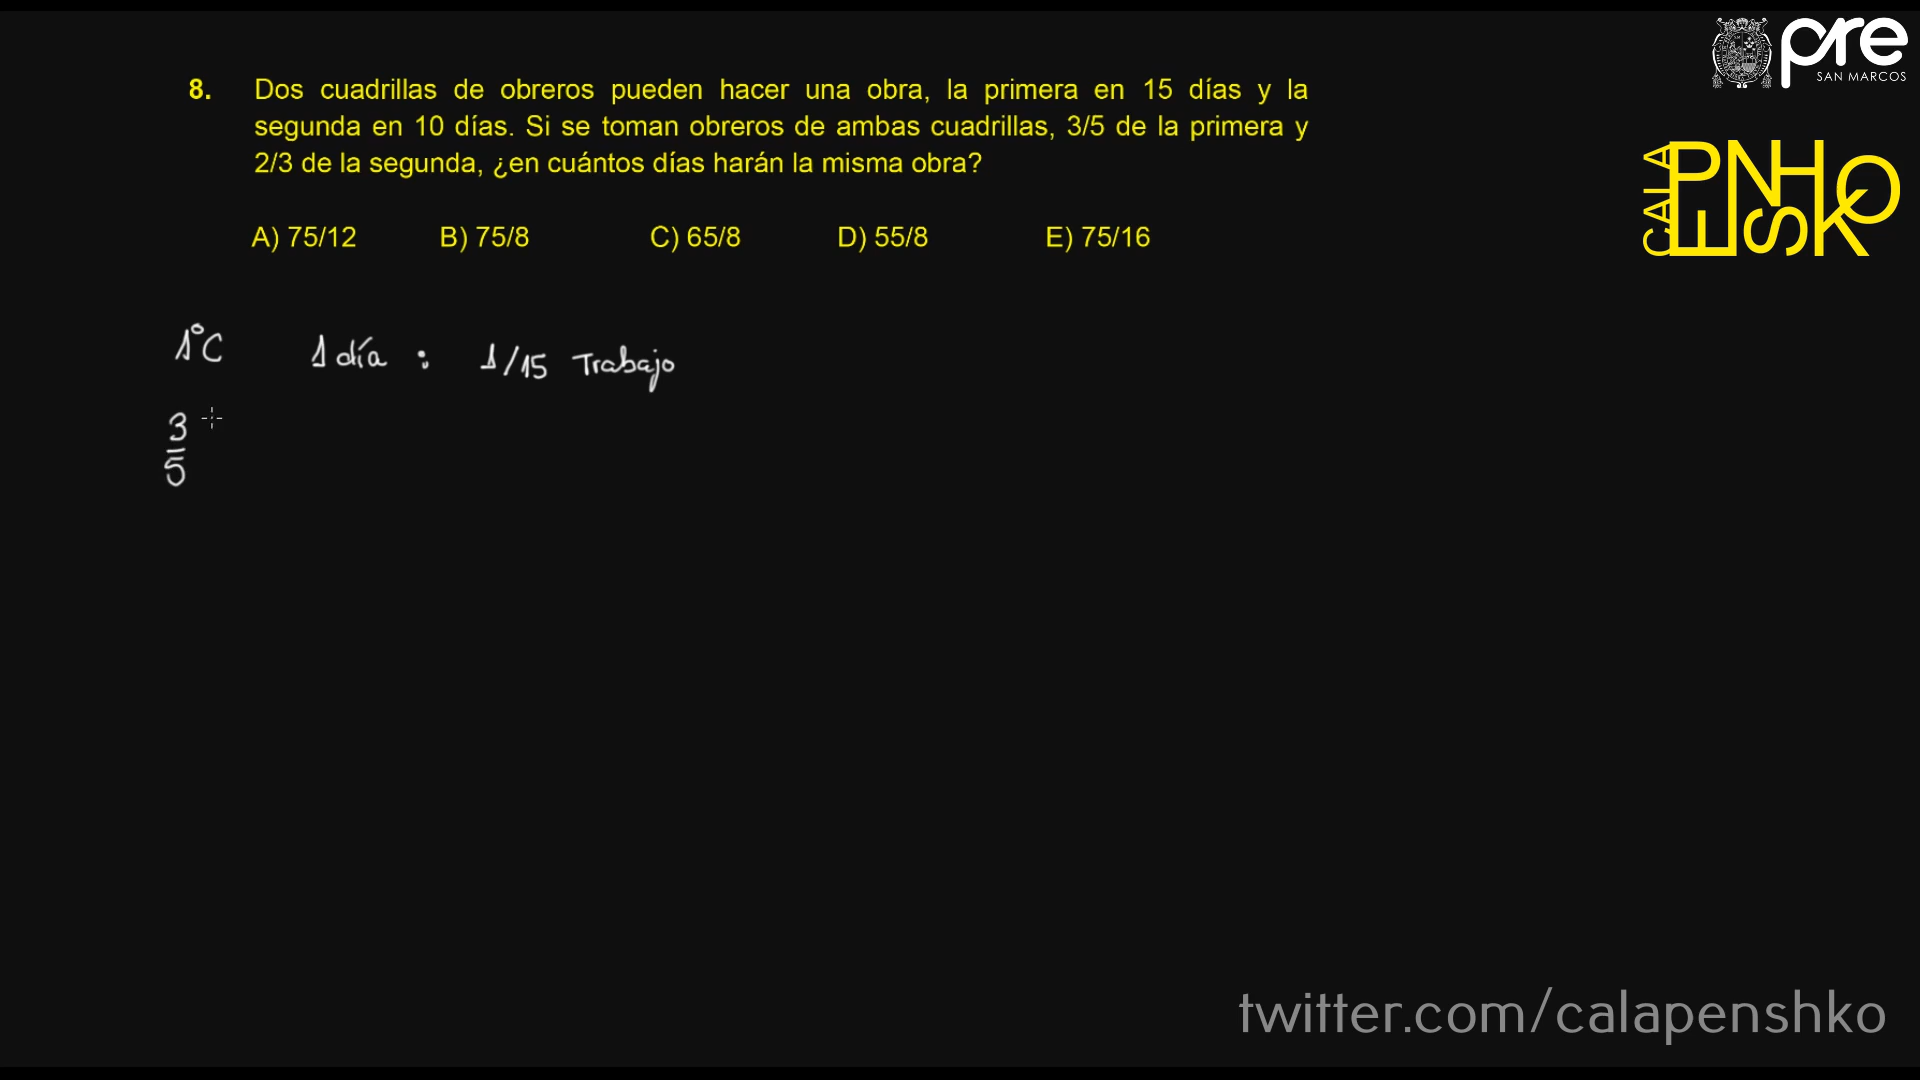 pre
SAN MARCOS
8. Dos cuadrillas de obreros pueden hacer una obra, la primera en 15 días y la
segunda en 10 días. Si se toman obreros de ambas cuadrillas, 3/5 de la primera y
2/3 de la segunda, ¿en cuántos días harán la misma obra?
CALA
PENSHKO
A) 75/12 B) 75/8 C) 65/8 D) 55/8 E) 75/16
1°C 1 día : 1/15 Trabajo
3
5
twitter.com/calapenshko